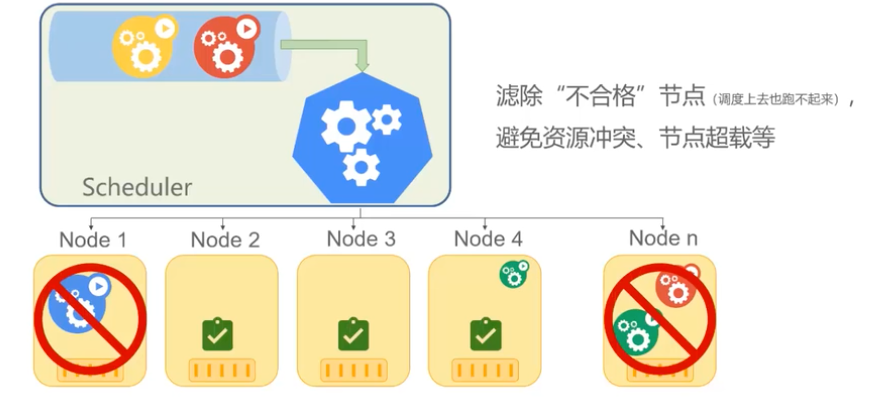 滤除“不合格”节点（调度上去也跑不起来），
避免资源冲突、节点超载等
Scheduler
Node 1
Node 2
Node 3
Node 4
Node n